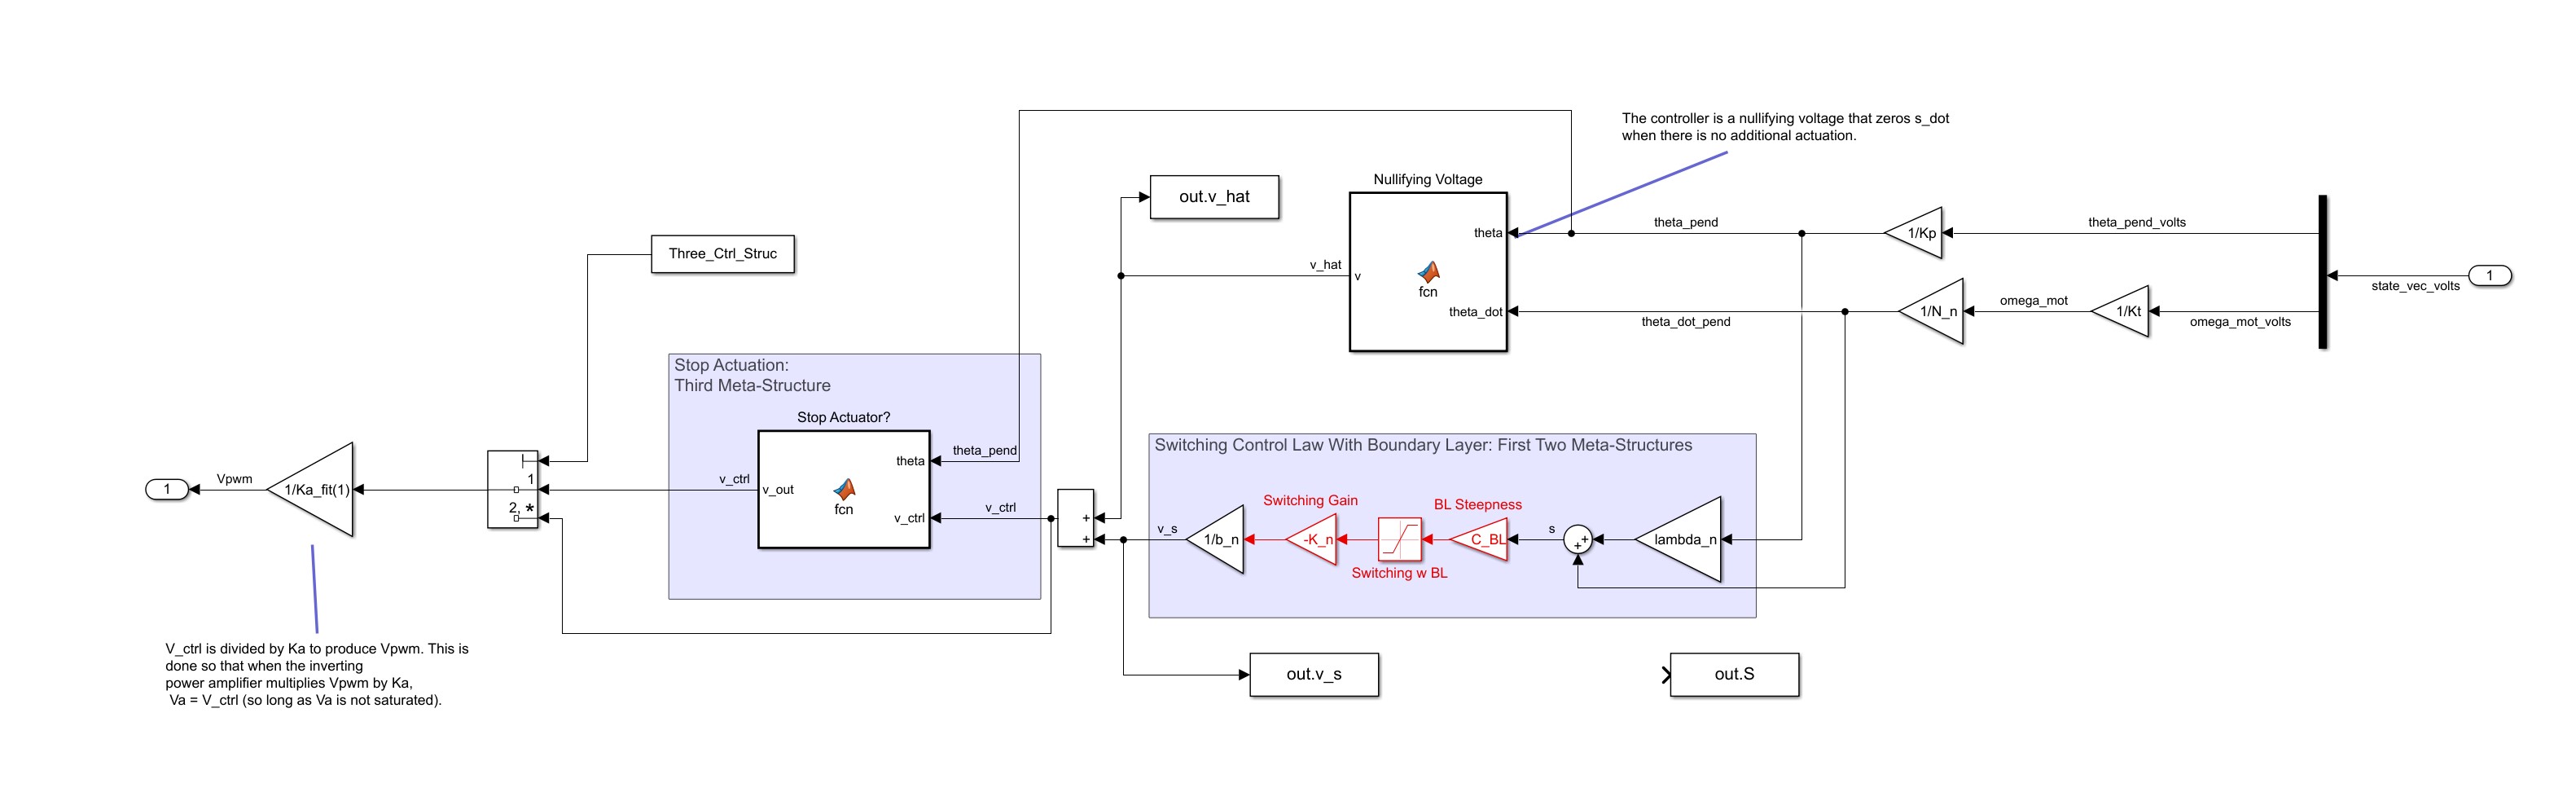 The controller is a nullifying voltage that zeros s_dot
when there is no additional actuation.
Nullifying Voltage
out.v_hat
theta
theta_pend
1/Kp
theta_pend_volts
Three_Ctrl_Struc
v_hat
v
fcn
1
state_vec_volts
theta_dot
theta_dot_pend
1/N_n
omega_mot
1/Kt
omega_mot_volts
Stop Actuation:
Third Meta-Structure
Stop Actuator?
theta
theta_pend
v_ctrl
v_out
fcn
v_ctrl
v_ctrl
+
+
Switching Control Law With Boundary Layer: First Two Meta-Structures
Switching Gain
BL Steepness
v_s
1/b_n
-K_n
C_BL
s
+
+
lambda_n
Switching w BL
1
Vpwm
1/Ka_fit(1)
1
2, *
V_ctrl is divided by Ka to produce Vpwm. This is
done so that when the inverting
power amplifier multiplies Vpwm by Ka,
Va = V_ctrl (so long as Va is not saturated).
out.v_s
out.S